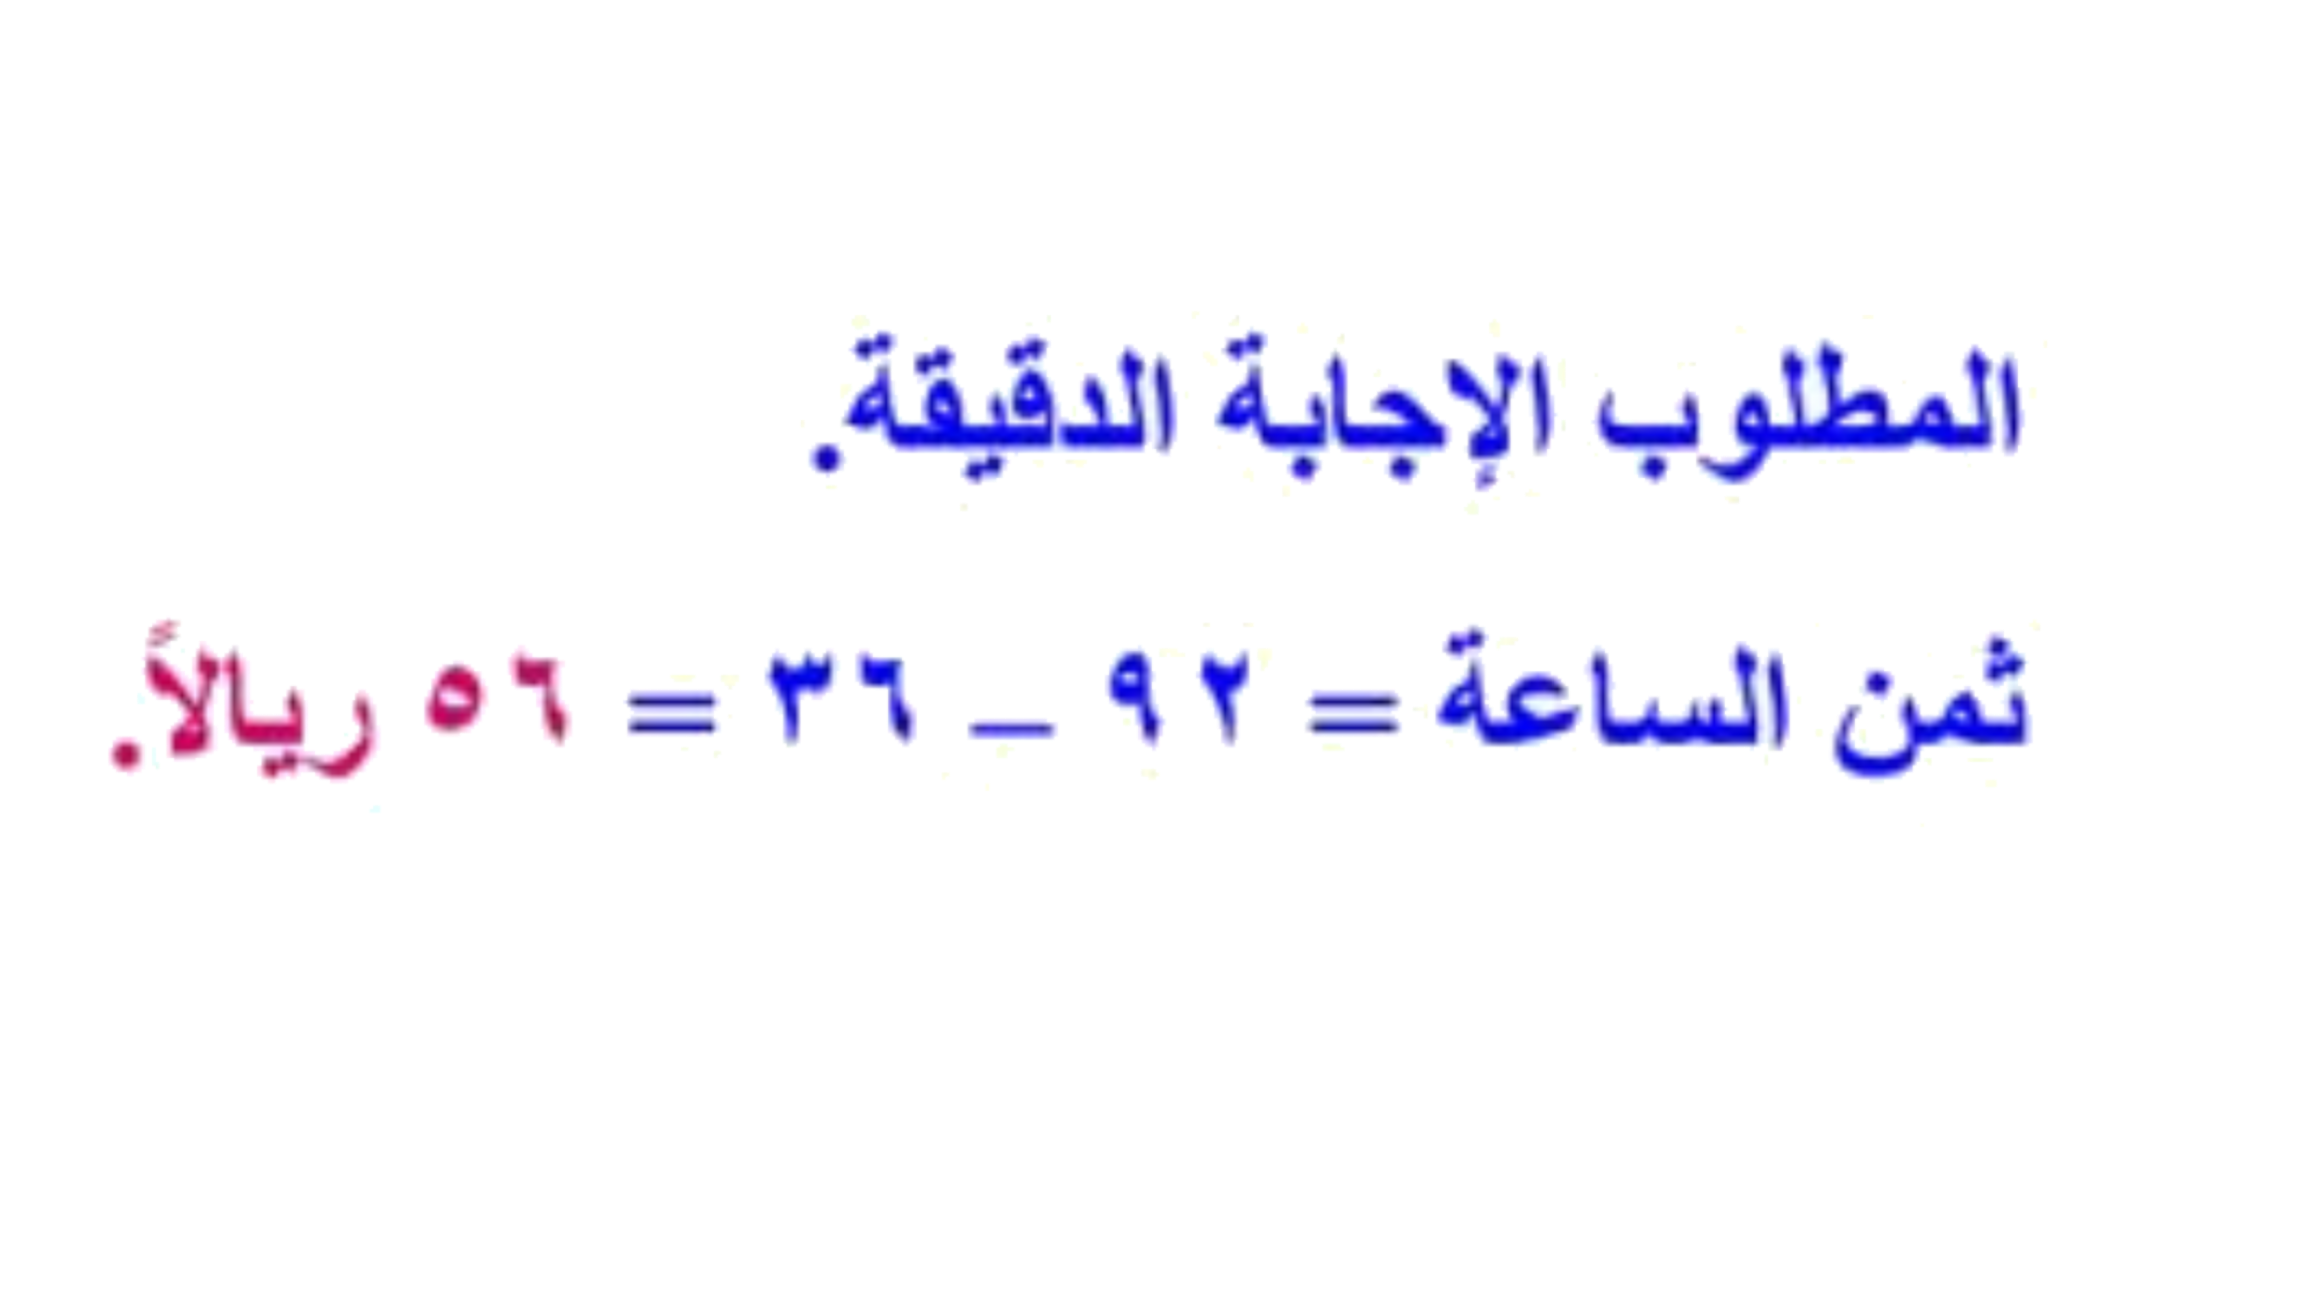 المطلوب الإجابة الدقيقة.
ثمن الساعة = ٩٢ – ٣٦ = ٥٦ ريالاً.